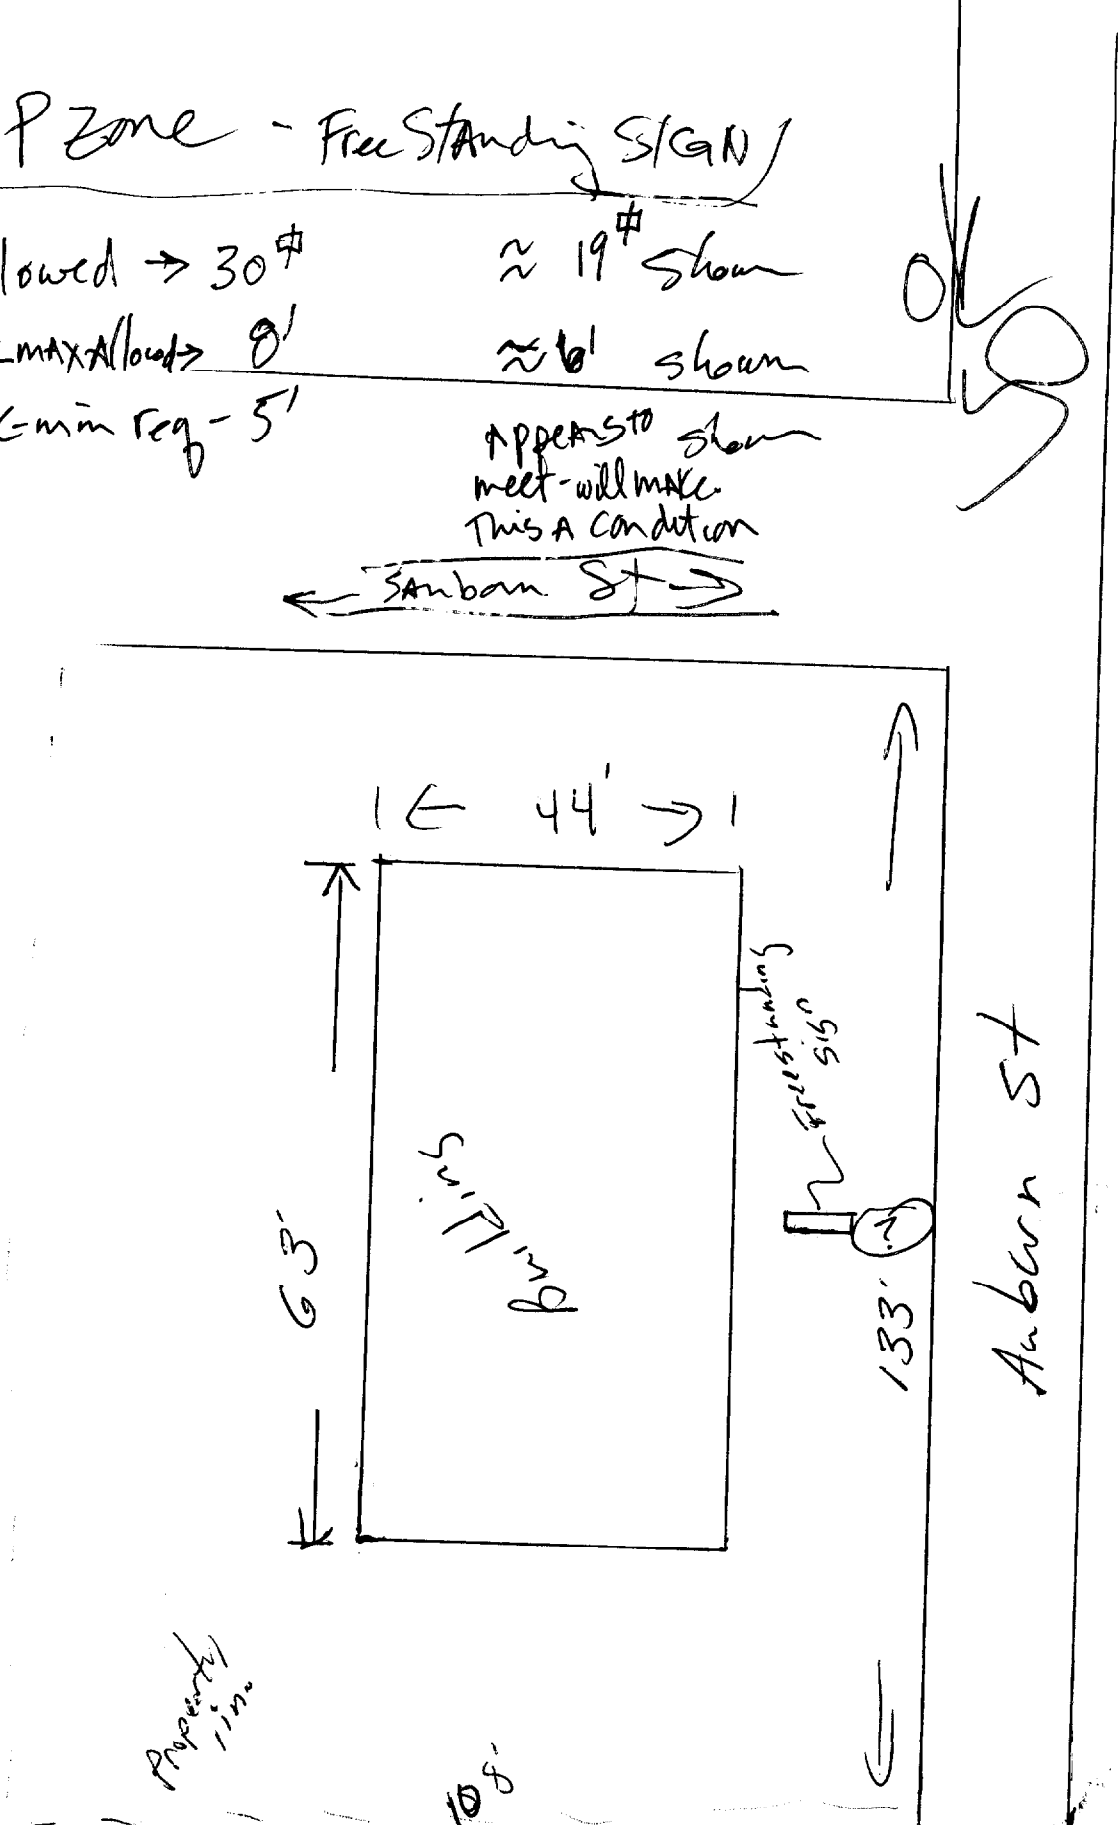 P Zone - Free Standing SIGN
lowed → 30 ⌗ ≈ 19 ⌗ shown
- MAX Allowed → 8' ≈ 6' shown
- min req - 5' Appears to shown
meet - will make
This A Condition
OK
← Sanborn St →
| ← 44' → |
Freestanding
sign
63'
Building
?
133'
Auburn St
Property
line
108'